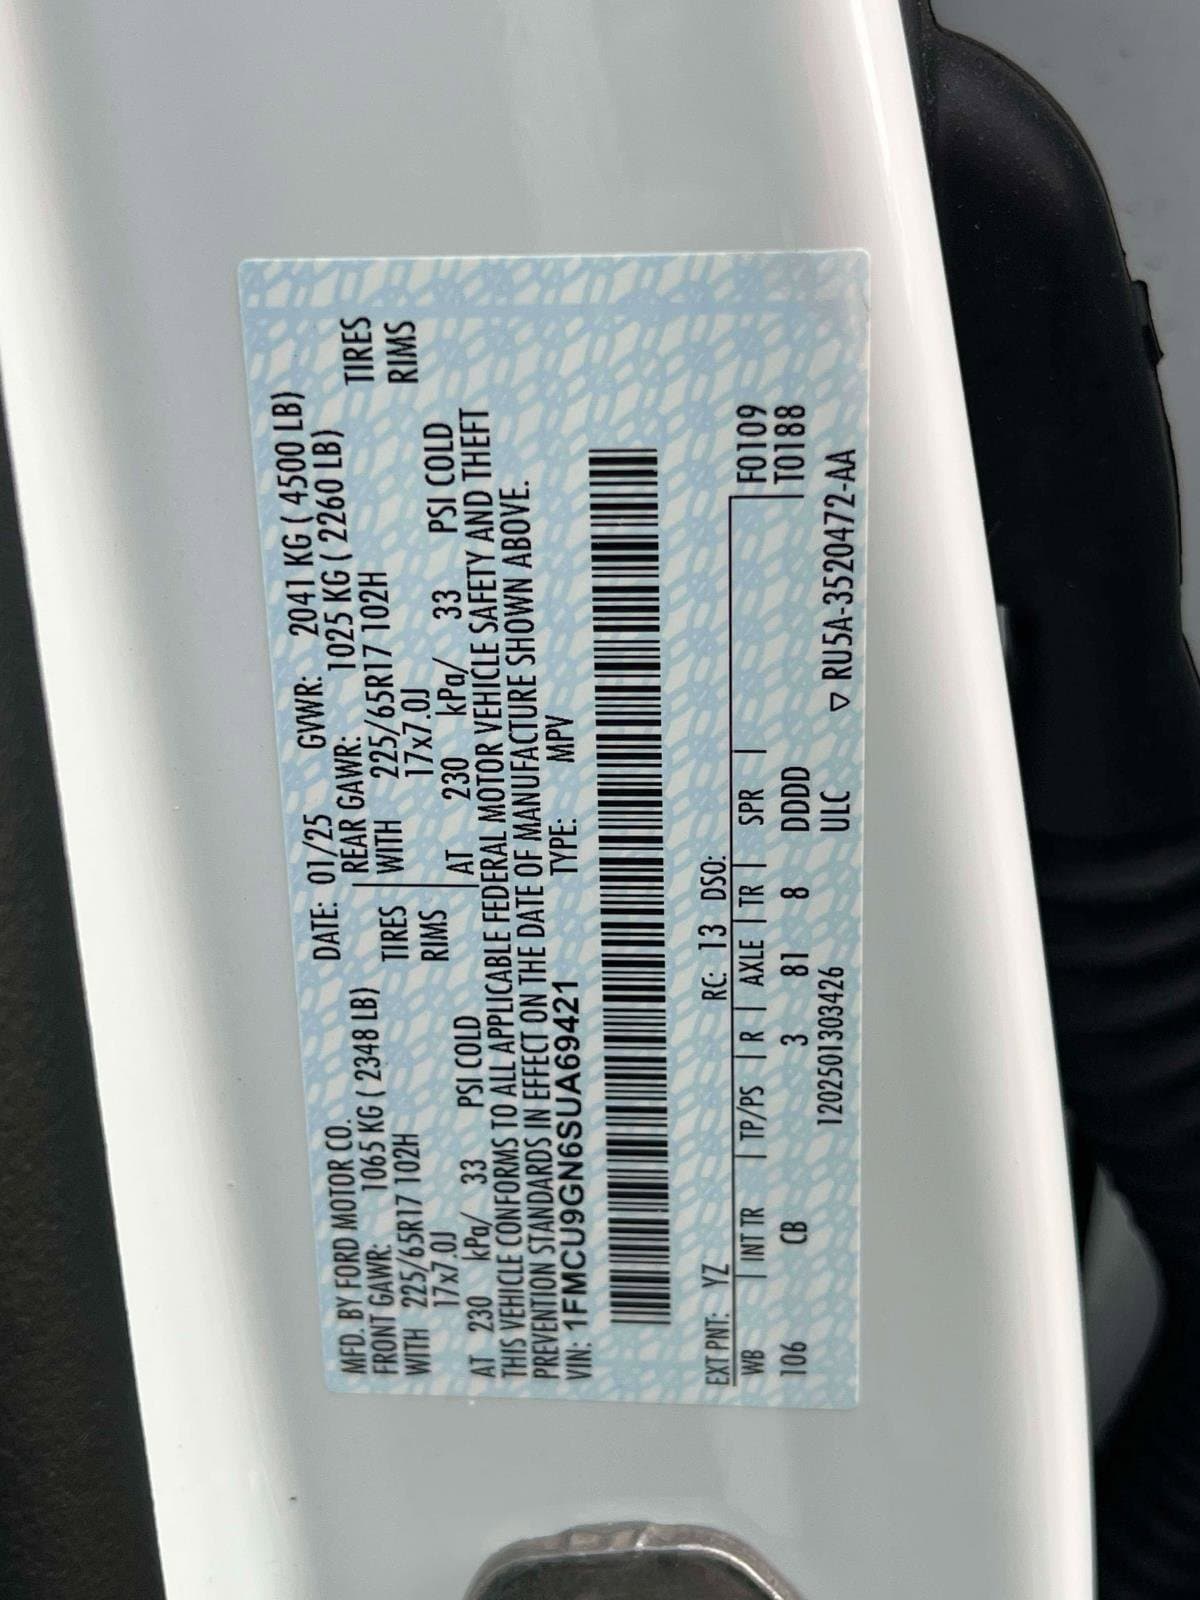 MFD. BY FORD MOTOR CO. DATE: 01/25 GVWR: 2041 KG ( 4500 LB)
FRONT GAWR: 1065 KG ( 2348 LB) REAR GAWR: 1025 KG ( 2260 LB)
WITH 225/65R17 102H TIRES WITH 225/65R17 102H TIRES
17x7.0J RIMS 17x7.0J RIMS
AT 230 kPa/ 33 PSI COLD AT 230 kPa/ 33 PSI COLD
THIS VEHICLE CONFORMS TO ALL APPLICABLE FEDERAL MOTOR VEHICLE SAFETY AND THEFT
PREVENTION STANDARDS IN EFFECT ON THE DATE OF MANUFACTURE SHOWN ABOVE.
VIN: 1FMCU9GN6SUA69421 TYPE: MPV
EXT PNT: YZ RC: 13 DSO:
WB INT TR TP/PS R AXLE TR SPR F0109
106 CB 3 81 8 DDDD T0188
1202501303426 ULC ▽ RU5A-3520472-AA